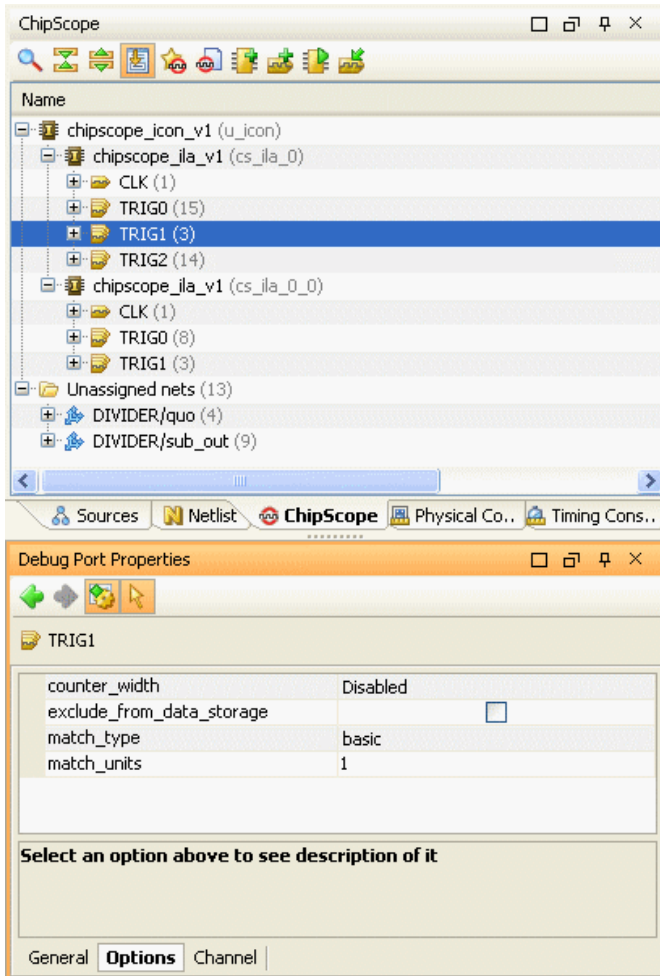 ChipScope
Name
chipscope_icon_v1 (u_icon)
chipscope_ila_v1 (cs_ila_0)
CLK (1)
TRIG0 (15)
TRIG1 (3)
TRIG2 (14)
chipscope_ila_v1 (cs_ila_0_0)
CLK (1)
TRIG0 (8)
TRIG1 (3)
Unassigned nets (13)
DIVIDER/quo (4)
DIVIDER/sub_out (9)
Sources Netlist ChipScope Physical Co.. Timing Cons..
Debug Port Properties
TRIG1
counter_width Disabled
exclude_from_data_storage
match_type basic
match_units 1
Select an option above to see description of it
General Options Channel